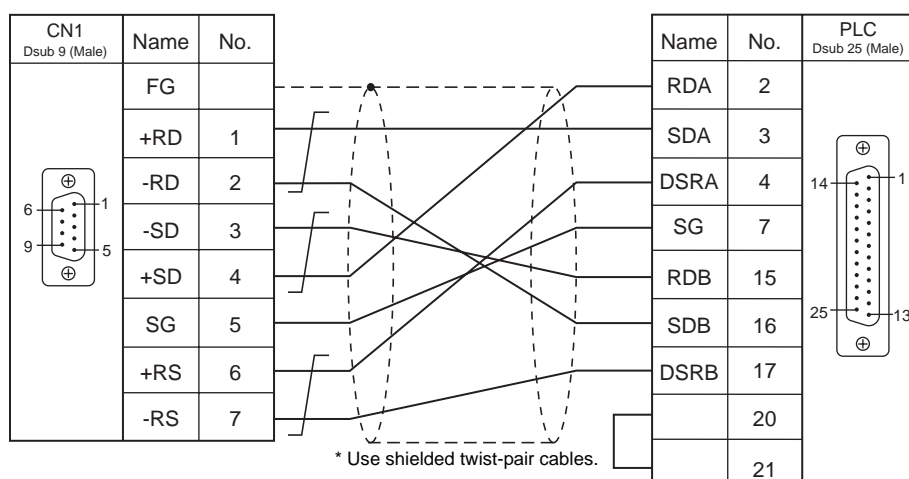 CN1
Dsub 9 (Male)
Name
No.
FG
+RD
1
-RD
2
-SD
3
+SD
4
SG
5
+RS
6
-RS
7
6
1
9
5
* Use shielded twist-pair cables.
Name
No.
PLC
Dsub 25 (Male)
RDA
2
SDA
3
DSRA
4
SG
7
RDB
15
SDB
16
DSRB
17
20
21
14
1
25
13